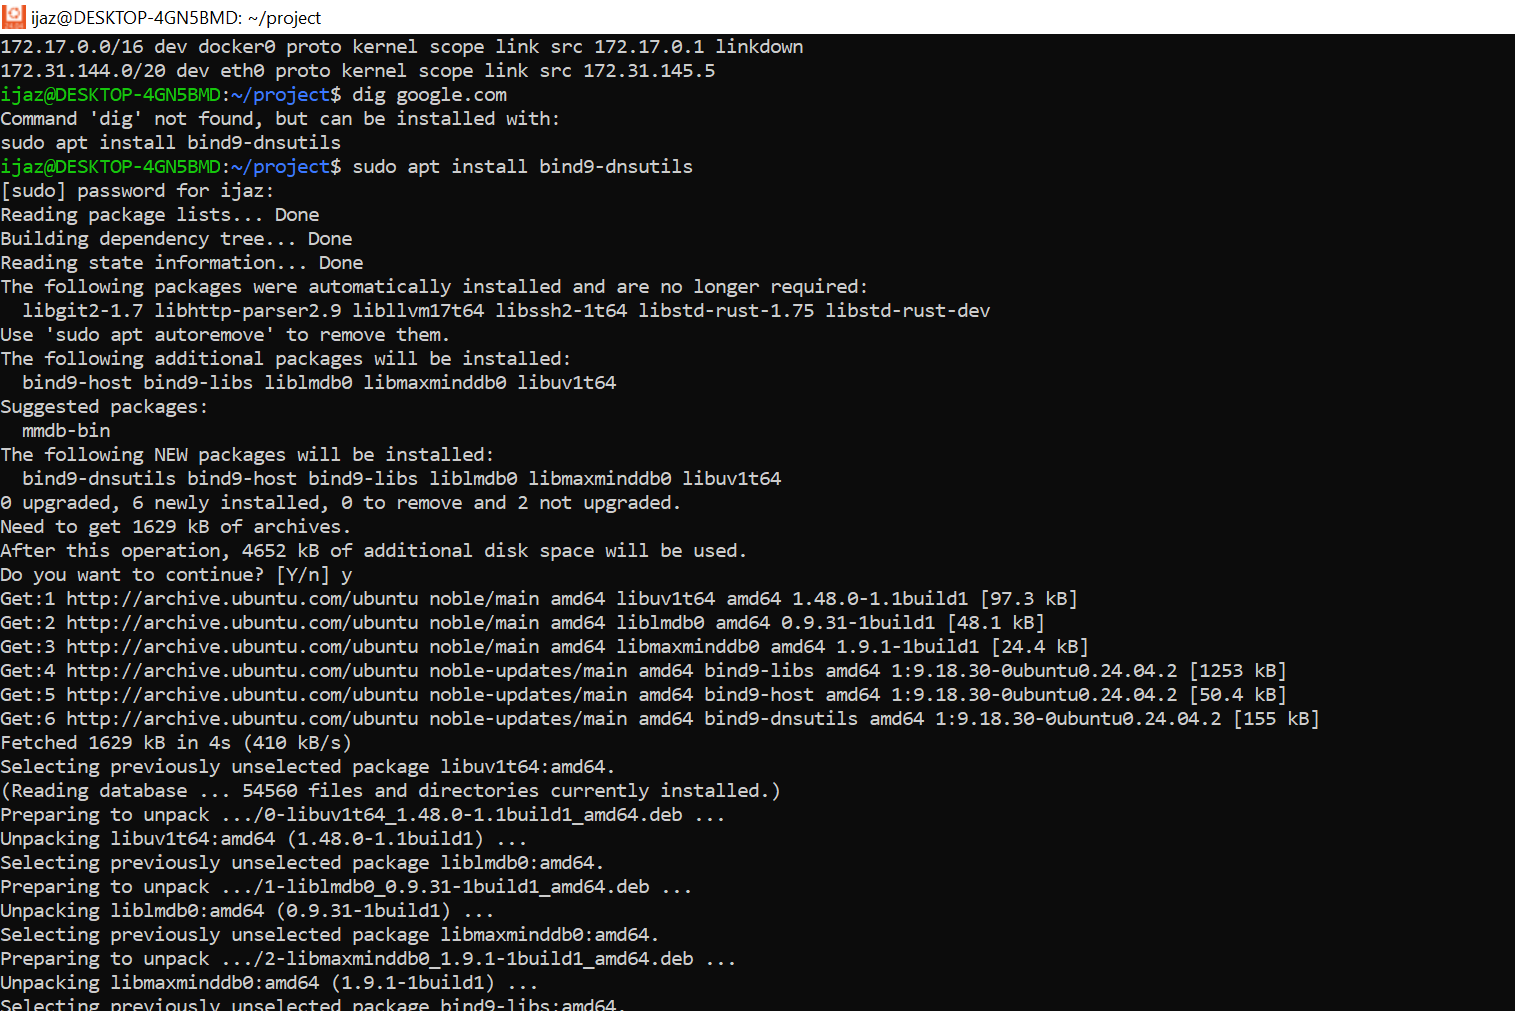 ijaz@DESKTOP-4GN5BMD: ~/project
172.17.0.0/16 dev docker0 proto kernel scope link src 172.17.0.1 linkdown
172.31.144.0/20 dev eth0 proto kernel scope link src 172.31.145.5
ijaz@DESKTOP-4GN5BMD:~/project$ dig google.com
Command 'dig' not found, but can be installed with:
sudo apt install bind9-dnsutils
ijaz@DESKTOP-4GN5BMD:~/project$ sudo apt install bind9-dnsutils
[sudo] password for ijaz:
Reading package lists... Done
Building dependency tree... Done
Reading state information... Done
The following packages were automatically installed and are no longer required:
  libgit2-1.7 libhttp-parser2.9 libllvm17t64 libssh2-1t64 libstd-rust-1.75 libstd-rust-dev
Use 'sudo apt autoremove' to remove them.
The following additional packages will be installed:
  bind9-host bind9-libs liblmdb0 libmaxminddb0 libuv1t64
Suggested packages:
  mmdb-bin
The following NEW packages will be installed:
  bind9-dnsutils bind9-host bind9-libs liblmdb0 libmaxminddb0 libuv1t64
0 upgraded, 6 newly installed, 0 to remove and 2 not upgraded.
Need to get 1629 kB of archives.
After this operation, 4652 kB of additional disk space will be used.
Do you want to continue? [Y/n] y
Get:1 http://archive.ubuntu.com/ubuntu noble/main amd64 libuv1t64 amd64 1.48.0-1.1build1 [97.3 kB]
Get:2 http://archive.ubuntu.com/ubuntu noble/main amd64 liblmdb0 amd64 0.9.31-1build1 [48.1 kB]
Get:3 http://archive.ubuntu.com/ubuntu noble/main amd64 libmaxminddb0 amd64 1.9.1-1build1 [24.4 kB]
Get:4 http://archive.ubuntu.com/ubuntu noble-updates/main amd64 bind9-libs amd64 1:9.18.30-0ubuntu0.24.04.2 [1253 kB]
Get:5 http://archive.ubuntu.com/ubuntu noble-updates/main amd64 bind9-host amd64 1:9.18.30-0ubuntu0.24.04.2 [50.4 kB]
Get:6 http://archive.ubuntu.com/ubuntu noble-updates/main amd64 bind9-dnsutils amd64 1:9.18.30-0ubuntu0.24.04.2 [155 kB]
Fetched 1629 kB in 4s (410 kB/s)
Selecting previously unselected package libuv1t64:amd64.
(Reading database ... 54560 files and directories currently installed.)
Preparing to unpack .../0-libuv1t64_1.48.0-1.1build1_amd64.deb ...
Unpacking libuv1t64:amd64 (1.48.0-1.1build1) ...
Selecting previously unselected package liblmdb0:amd64.
Preparing to unpack .../1-liblmdb0_0.9.31-1build1_amd64.deb ...
Unpacking liblmdb0:amd64 (0.9.31-1build1) ...
Selecting previously unselected package libmaxminddb0:amd64.
Preparing to unpack .../2-libmaxminddb0_1.9.1-1build1_amd64.deb ...
Unpacking libmaxminddb0:amd64 (1.9.1-1build1) ...
Selecting previously unselected package bind9-libs:amd64.